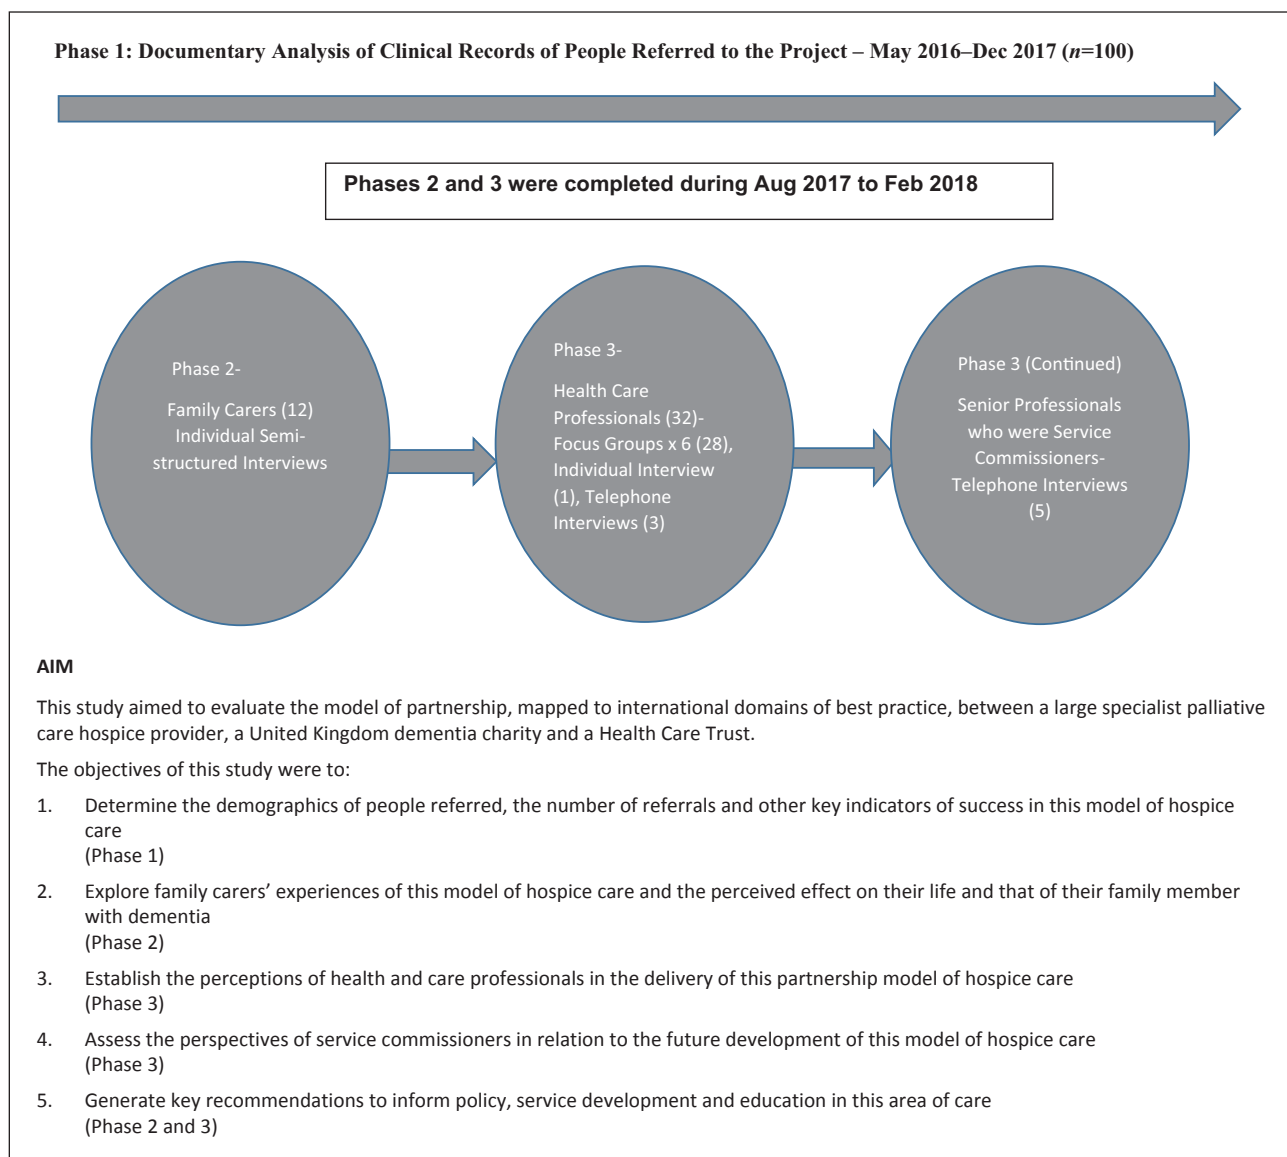 Phase 1: Documentary Analysis of Clinical Records of People Referred to the Project – May 2016–Dec 2017 (n=100)
Phases 2 and 3 were completed during Aug 2017 to Feb 2018
Phase 2-
Family Carers (12)
Individual Semi-
structured Interviews
Phase 3-
Health Care
Professionals (32)-
Focus Groups x 6 (28),
Individual Interview
(1), Telephone
Interviews (3)
Phase 3 (Continued)
Senior Professionals
who were Service
Commissioners-
Telephone Interviews
(5)
AIM
This study aimed to evaluate the model of partnership, mapped to international domains of best practice, between a large specialist palliative
care hospice provider, a United Kingdom dementia charity and a Health Care Trust.
The objectives of this study were to:
1. Determine the demographics of people referred, the number of referrals and other key indicators of success in this model of hospice
care
(Phase 1)
2. Explore family carers’ experiences of this model of hospice care and the perceived effect on their life and that of their family member
with dementia
(Phase 2)
3. Establish the perceptions of health and care professionals in the delivery of this partnership model of hospice care
(Phase 3)
4. Assess the perspectives of service commissioners in relation to the future development of this model of hospice care
(Phase 3)
5. Generate key recommendations to inform policy, service development and education in this area of care
(Phase 2 and 3)